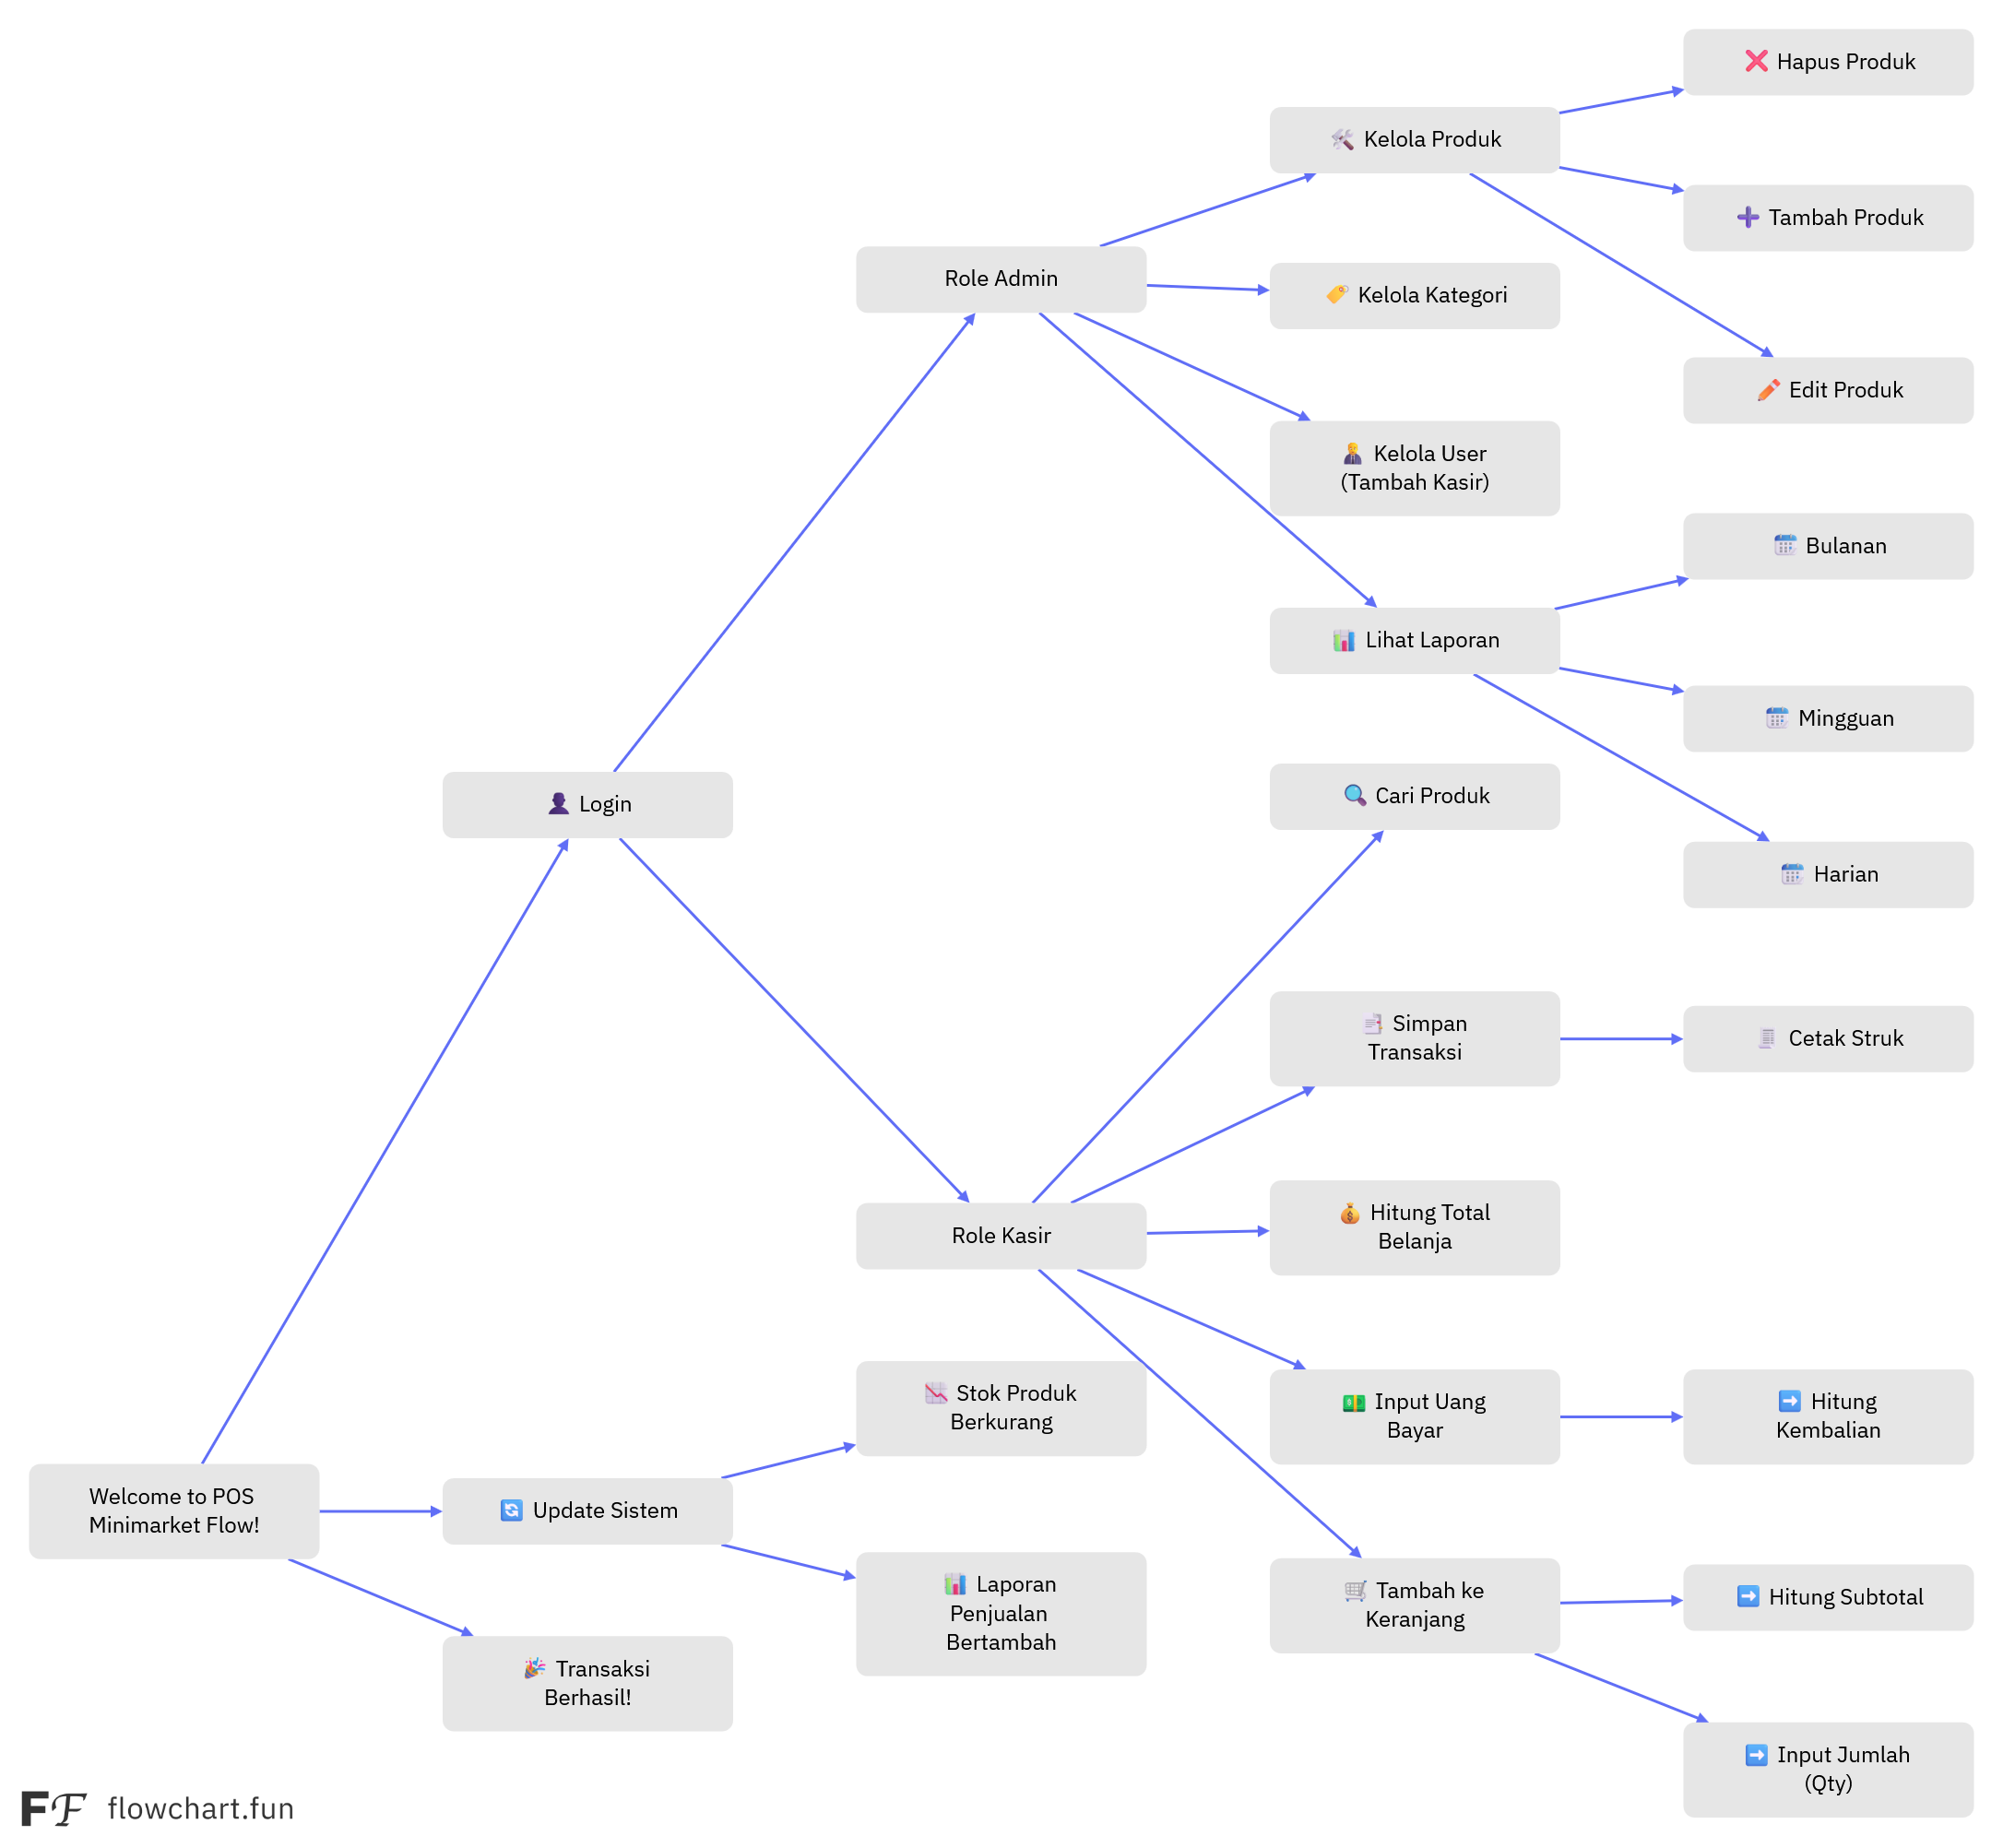 ❌ Hapus Produk
🛠 Kelola Produk
➕ Tambah Produk
Role Admin
🏷 Kelola Kategori
✏ Edit Produk
Kelola User
(Tambah Kasir)
Bulanan
📊 Lihat Laporan
Mingguan
🔍 Cari Produk
👤 Login
Harian
Simpan
Transaksi
Cetak Struk
💰 Hitung Total
Belanja
Role Kasir
📉 Stok Produk
Berkurang
💵 Input Uang
Bayar
➡ Hitung
Kembalian
Welcome to POS
Minimarket Flow!
🔄 Update Sistem
📊 Laporan
Penjualan
Bertambah
🛒 Tambah ke
Keranjang
➡ Hitung Subtotal
🎉 Transaksi
Berhasil!
➡ Input Jumlah
(Qty)
FF flowchart.fun